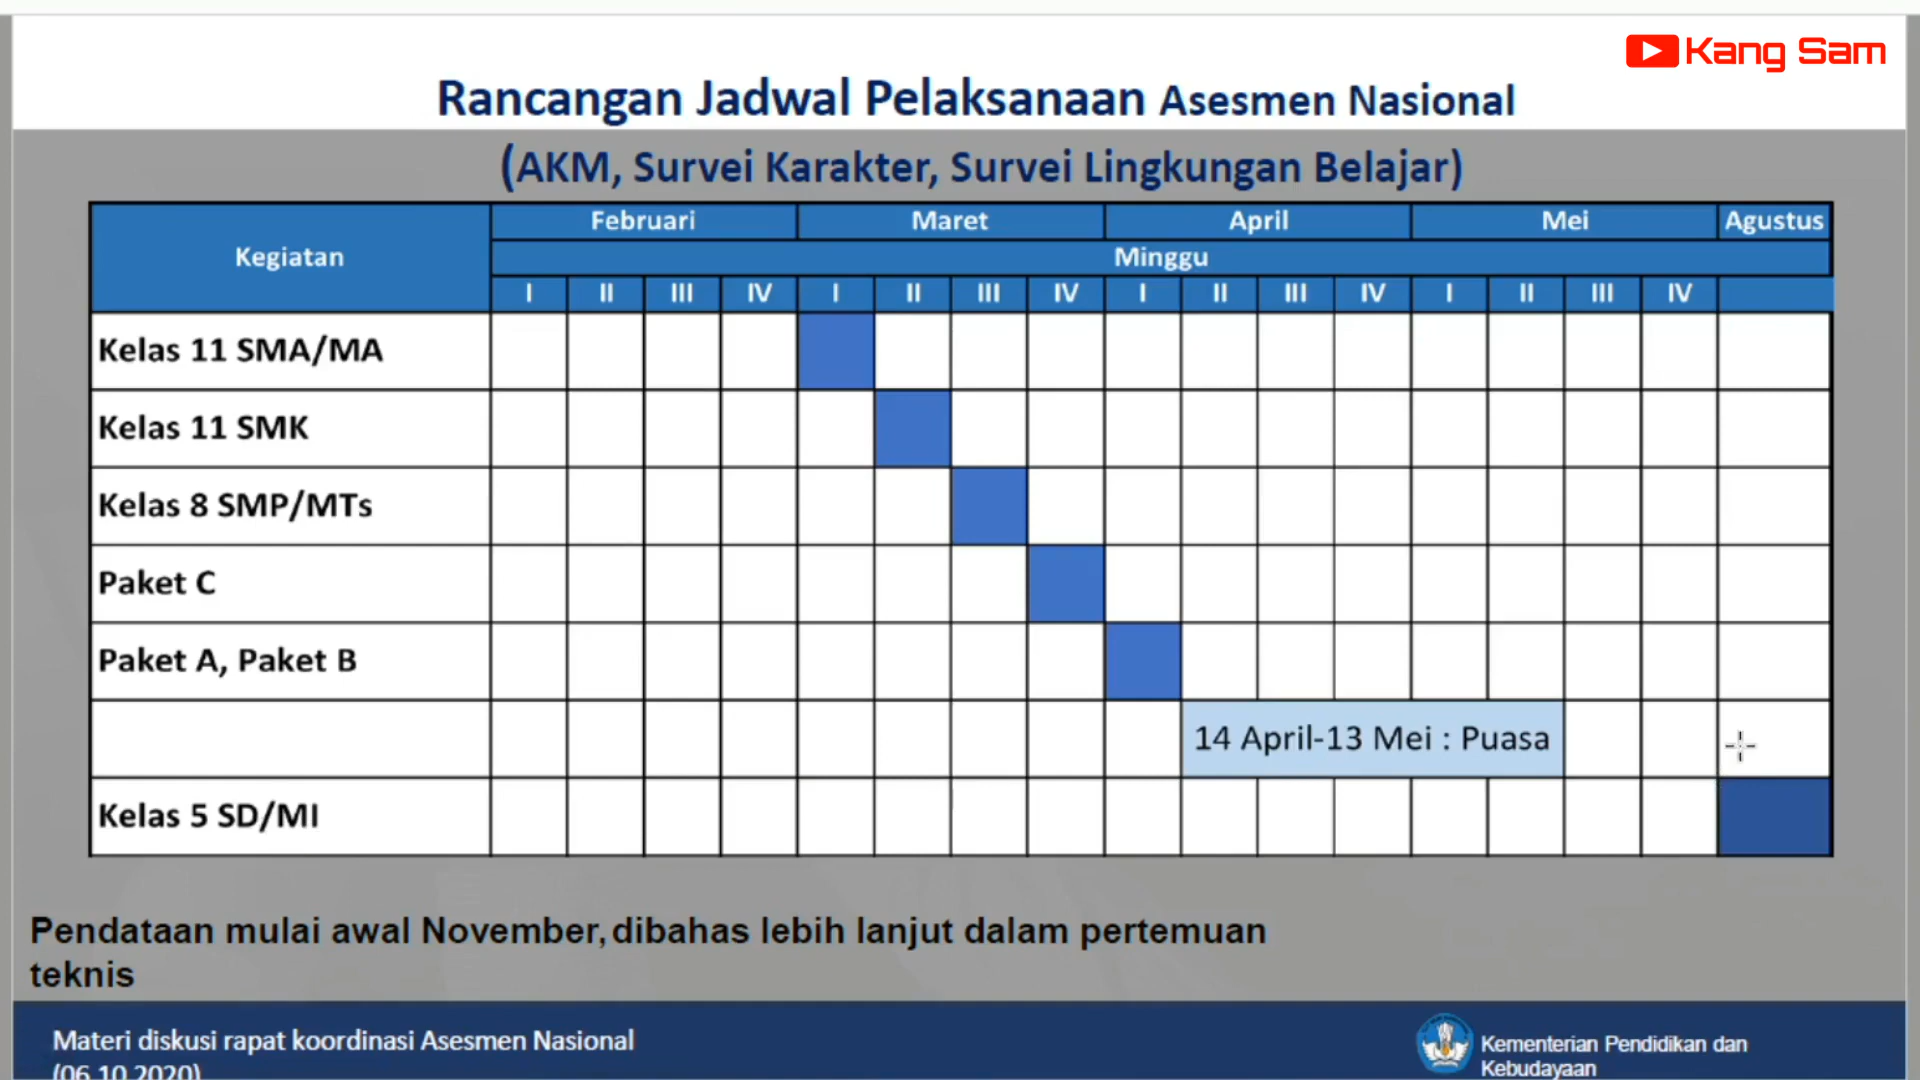 Kang Sam
Rancangan Jadwal Pelaksanaan Asesmen Nasional
(AKM, Survei Karakter, Survei Lingkungan Belajar)
Kegiatan Februari Maret April Mei Agustus
Minggu
I II III IV I II III IV I II III IV I II III IV
Kelas 11 SMA/MA
Kelas 11 SMK
Kelas 8 SMP/MTs
Paket C
Paket A, Paket B
14 April-13 Mei : Puasa
Kelas 5 SD/MI
Pendataan mulai awal November, dibahas lebih lanjut dalam pertemuan
teknis
Materi diskusi rapat koordinasi Asesmen Nasional
(06.10.2020)
Kementerian Pendidikan dan
Kebudayaan